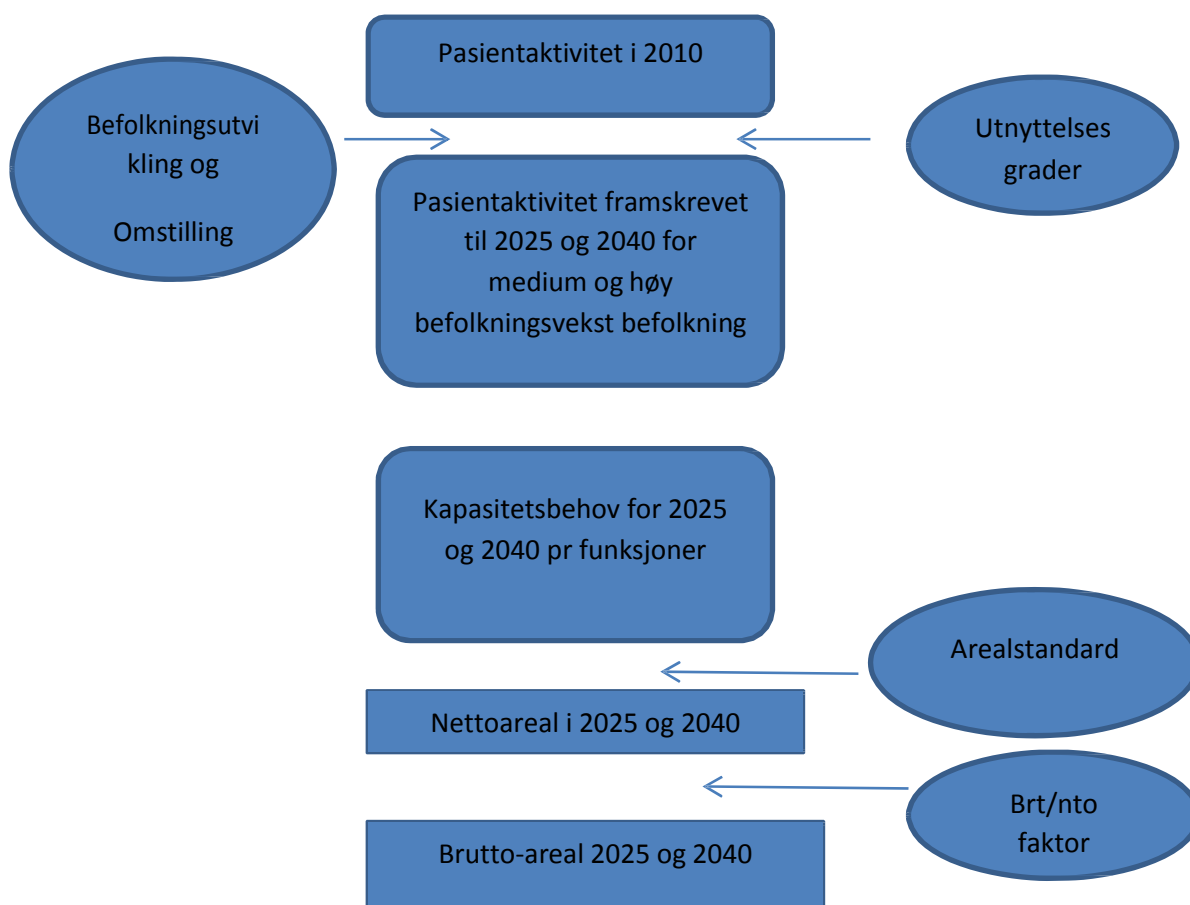 Pasientaktivitet i 2010
Befolkningsutvi
kling og
Omstilling
Utnyttelses
grader
Pasientaktivitet framskrevet
til 2025 og 2040 for
medium og høy
befolkningsvekst befolkning
Kapasitetsbehov for 2025
og 2040 pr funksjoner
Arealstandard
Nettoareal i 2025 og 2040
Brt/nto
faktor
Brutto-areal 2025 og 2040